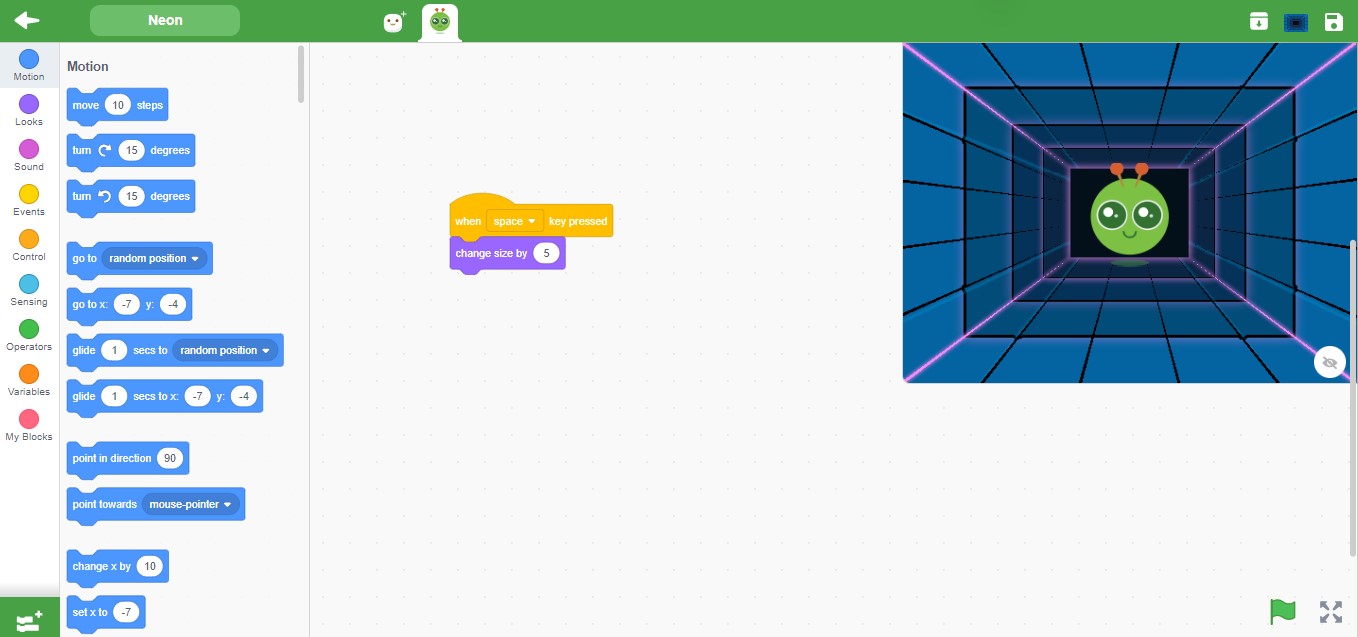 Neon
Motion
Looks
Sound
Events
Control
Sensing
Operators
Variables
My Blocks
Motion
move 10 steps
turn 15 degrees
turn 15 degrees
go to random position
go to x: -7 y: -4
glide 1 secs to random position
glide 1 secs to x: -7 y: -4
point in direction 90
point towards mouse-pointer
change x by 10
set x to -7
when space key pressed
change size by 5